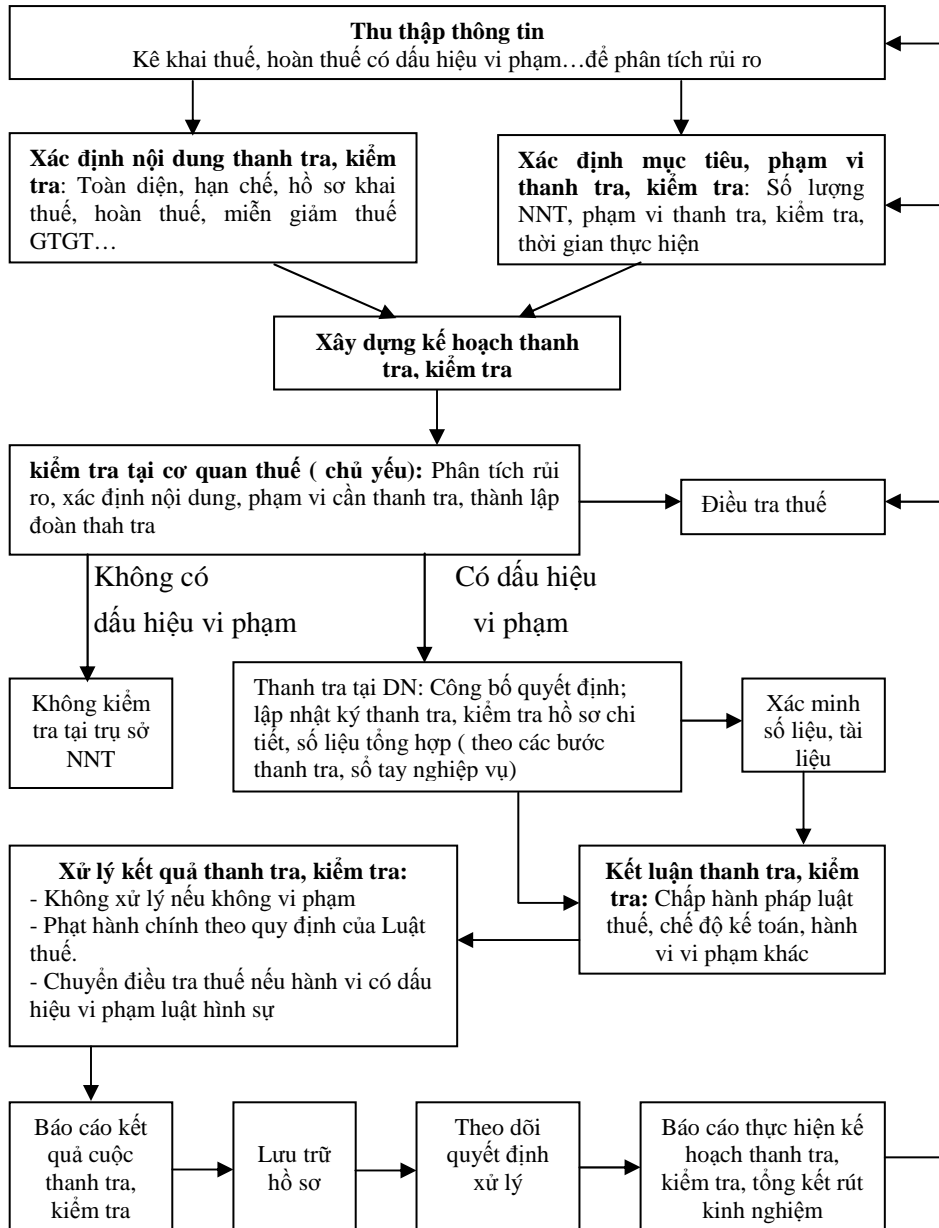 Thu thập thông tin
Kê khai thuế, hoàn thuế có dấu hiệu vi phạm…để phân tích rủi ro
Xác định nội dung thanh tra, kiểm
tra: Toàn diện, hạn chế, hồ sơ khai
thuế, hoàn thuế, miễn giảm thuế
GTGT…
Xác định mục tiêu, phạm vi
thanh tra, kiểm tra: Số lượng
NNT, phạm vi thanh tra, kiểm tra,
thời gian thực hiện
Xây dựng kế hoạch thanh
tra, kiểm tra
kiểm tra tại cơ quan thuế ( chủ yếu): Phân tích rủi
ro, xác định nội dung, phạm vi cần thanh tra, thành lập
đoàn thah tra
Điều tra thuế
Không có
dấu hiệu vi phạm
Có dấu hiệu
vi phạm
Không kiểm
tra tại trụ sở
NNT
Thanh tra tại DN: Công bố quyết định;
lập nhật ký thanh tra, kiểm tra hồ sơ chi
tiết, số liệu tổng hợp ( theo các bước
thanh tra, sổ tay nghiệp vụ)
Xác minh
số liệu, tài
liệu
Xử lý kết quả thanh tra, kiểm tra:
- Không xử lý nếu không vi phạm
- Phạt hành chính theo quy định của Luật
thuế.
- Chuyển điều tra thuế nếu hành vi có dấu
hiệu vi phạm luật hình sự
Kết luận thanh tra, kiểm
tra: Chấp hành pháp luật
thuế, chế độ kế toán, hành
vi vi phạm khác
Báo cáo kết
quả cuộc
thanh tra,
kiểm tra
Lưu trữ
hồ sơ
Theo dõi
quyết định
xử lý
Báo cáo thực hiện kế
hoạch thanh tra,
kiểm tra, tổng kết rút
kinh nghiệm